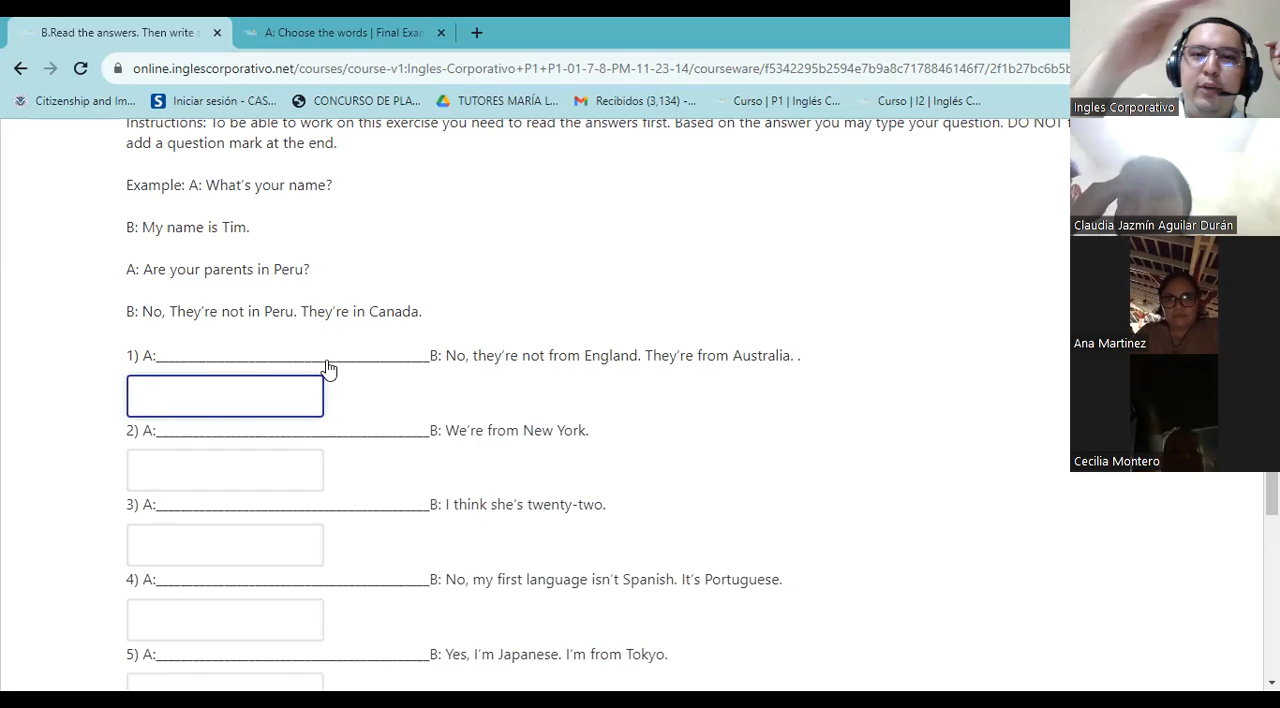 B.Read the answers. Then write s
A: Choose the words | Final Exar
online.inglescorporativo.net/courses/course-v1:Ingles-Corporativo+P1+P1-01-7-8-PM-11-23-14/courseware/f5342295b2594e7b9a8c7178846146f7/2f1b27bc6b5b
Citizenship and Im... Iniciar sesión - CAS... CONCURSO DE PLA... TUTORES MARÍA L... Recibidos (3,134) -... Curso | P1 | Inglés C... Curso | I2 | Inglés C...
Instructions: To be able to work on this exercise you need to read the answers first. Based on the answer you may type your question. DO NOT
add a question mark at the end.
Example: A: What's your name?
B: My name is Tim.
A: Are your parents in Peru?
B: No, They're not in Peru. They're in Canada.
1) A:_______________________________________B: No, they're not from England. They're from Australia. .
2) A:_______________________________________B: We're from New York.
3) A:_______________________________________B: I think she's twenty-two.
4) A:_______________________________________B: No, my first language isn't Spanish. It's Portuguese.
5) A:_______________________________________B: Yes, I'm Japanese. I'm from Tokyo.
Ingles Corporativo
Claudia Jazmín Aguilar Durán
Ana Martinez
Cecilia Montero